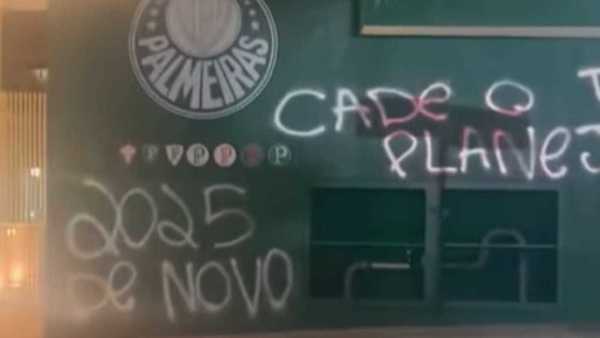 PALMEIRAS
CADe O
PLANeJ
2025
De NOVO